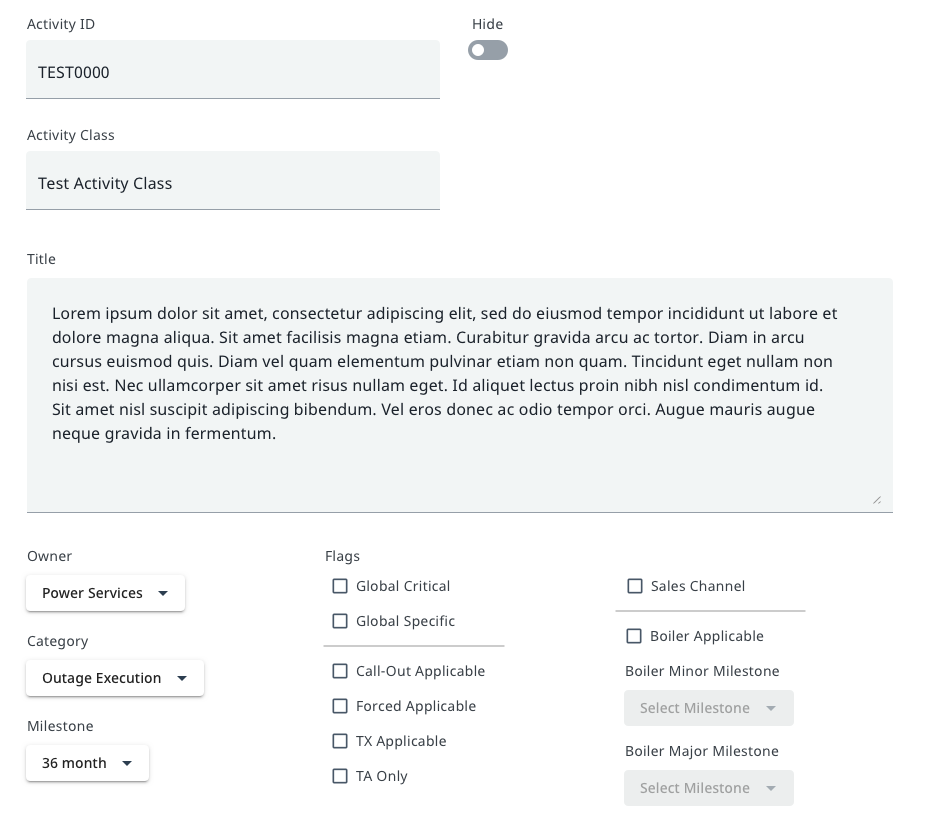 Activity ID
Hide
TEST0000
Activity Class
Test Activity Class
Title
Lorem ipsum dolor sit amet, consectetur adipiscing elit, sed do eiusmod tempor incididunt ut labore et
dolore magna aliqua. Sit amet facilisis magna etiam. Curabitur gravida arcu ac tortor. Diam in arcu
cursus euismod quis. Diam vel quam elementum pulvinar etiam non quam. Tincidunt eget nullam non
nisi est. Nec ullamcorper sit amet risus nullam eget. Id aliquet lectus proin nibh nisl condimentum id.
Sit amet nisl suscipit adipiscing bibendum. Vel eros donec ac odio tempor orci. Augue mauris augue
neque gravida in fermentum.
Owner
Power Services
Category
Outage Execution
Milestone
36 month
Flags
Global Critical
Global Specific
Call-Out Applicable
Forced Applicable
TX Applicable
TA Only
Sales Channel
Boiler Applicable
Boiler Minor Milestone
Select Milestone
Boiler Major Milestone
Select Milestone